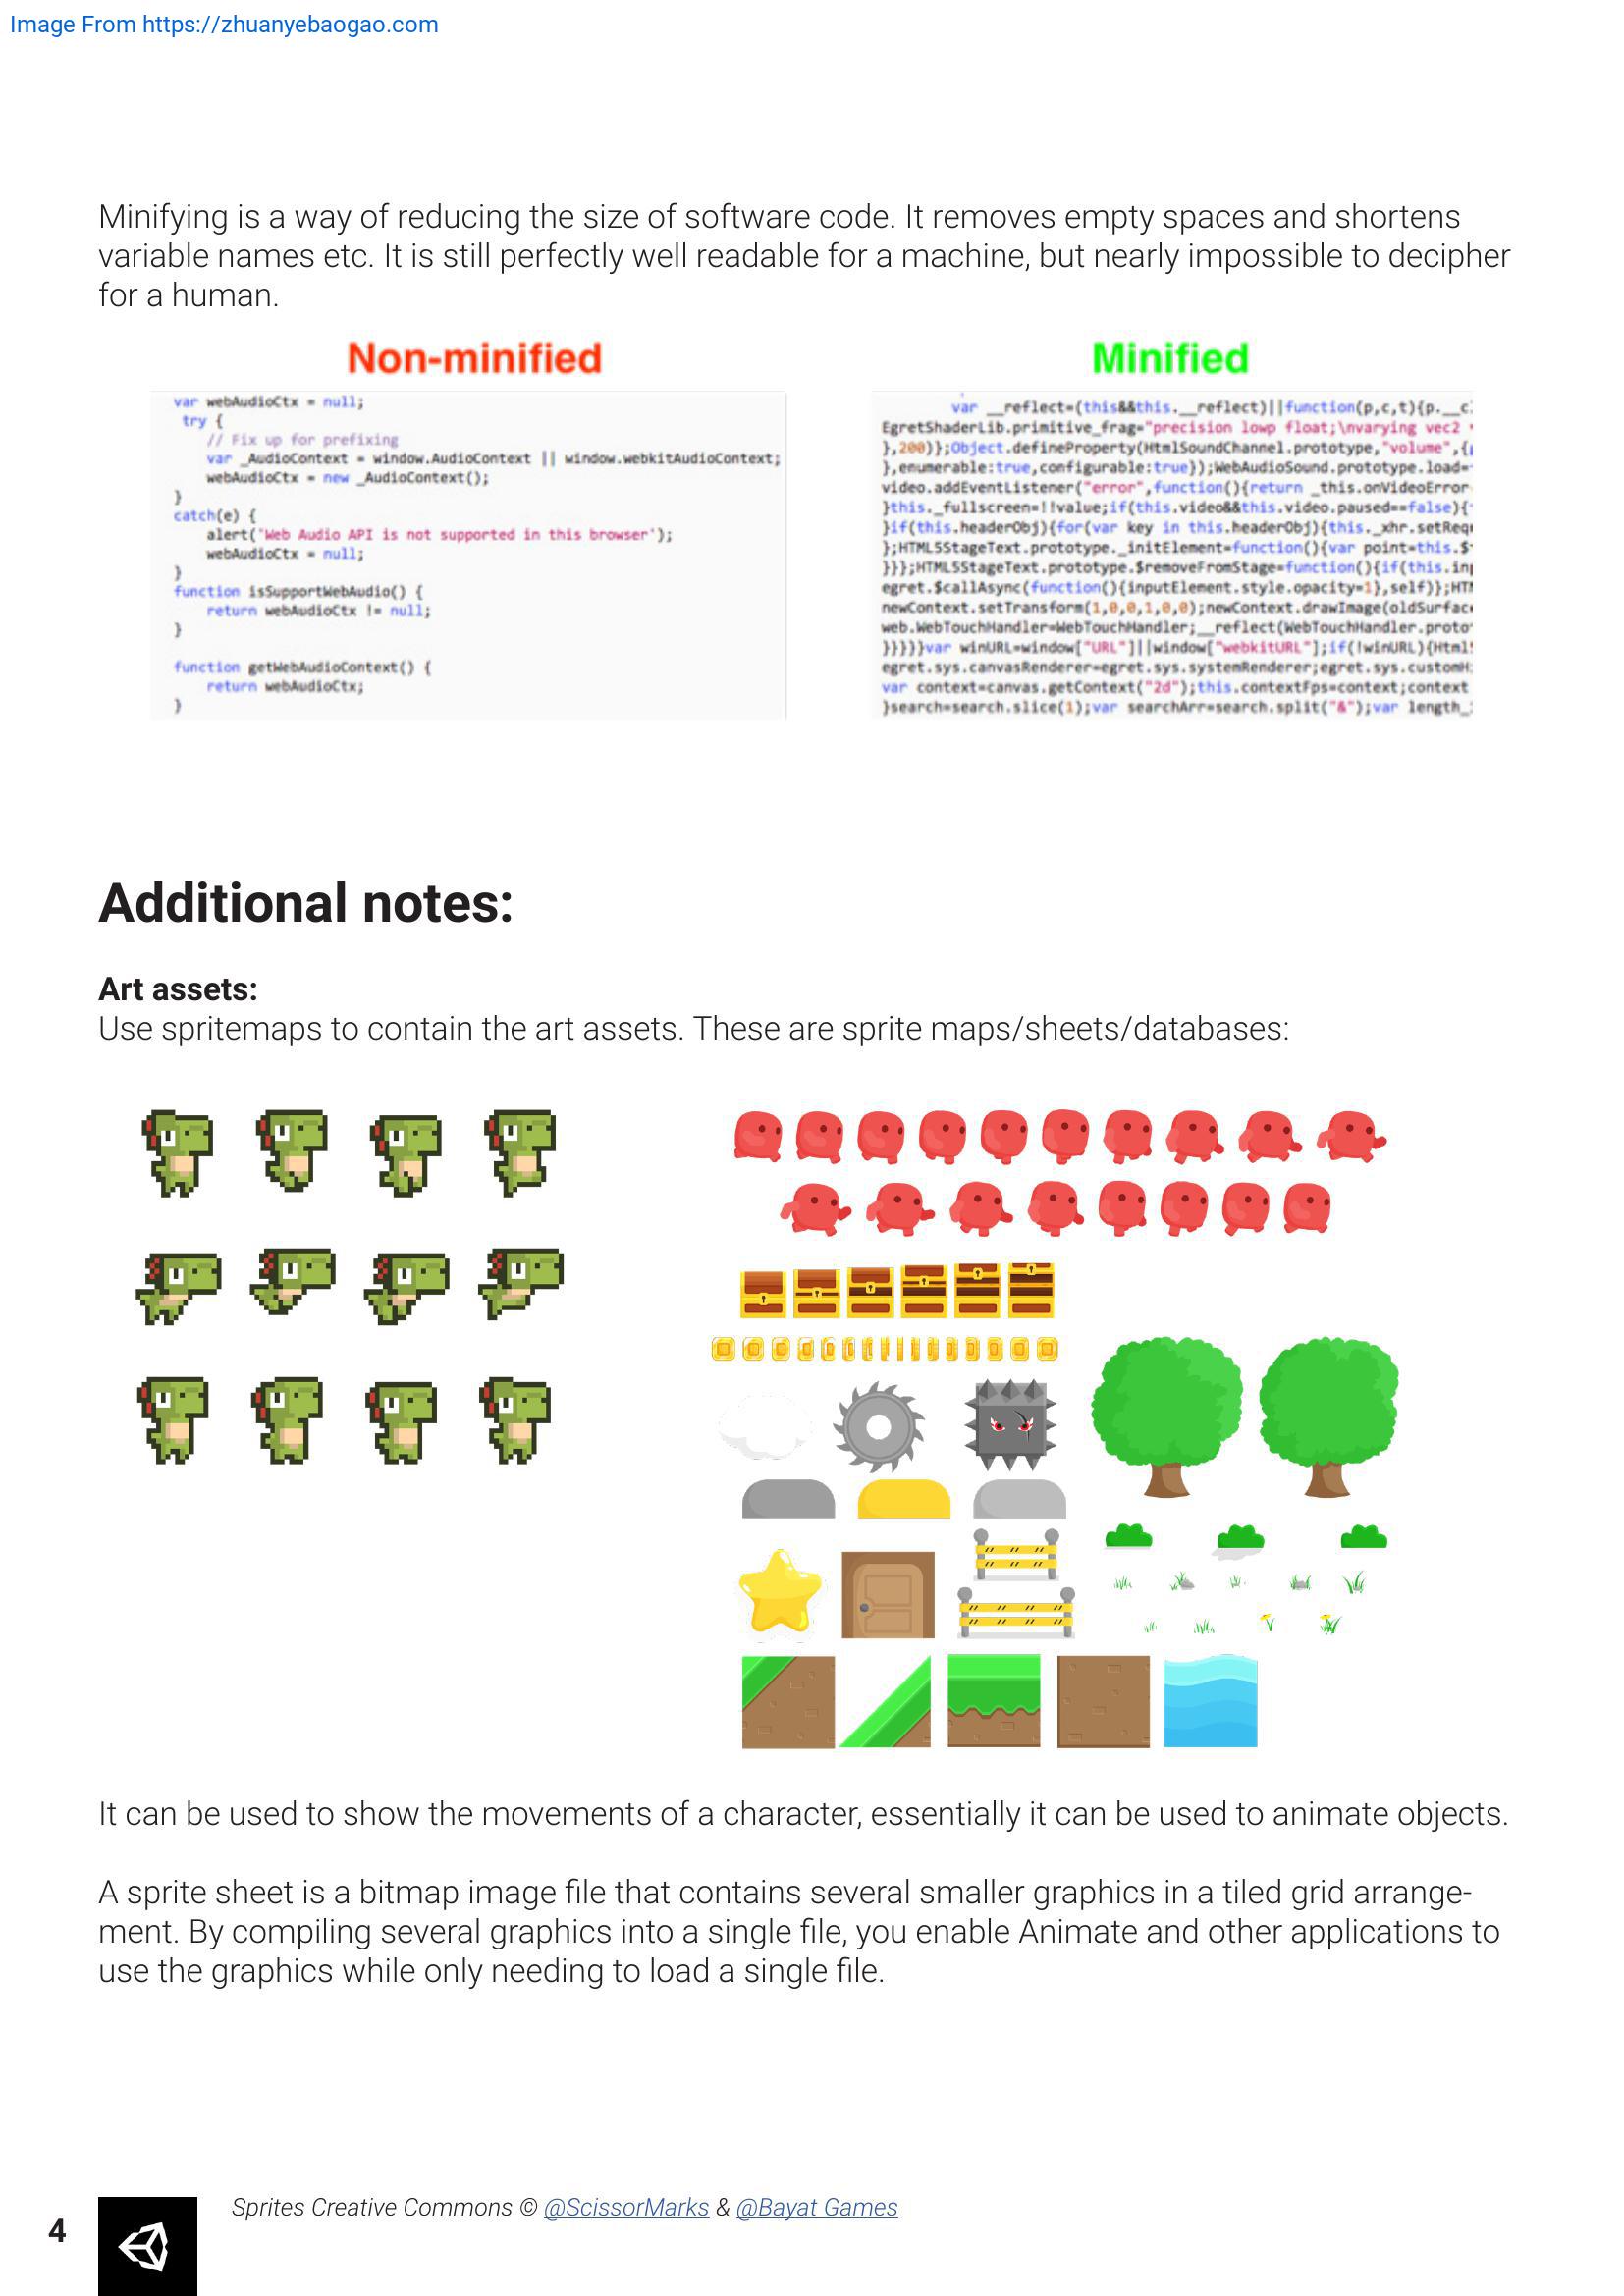 Image From https://zhuanyebaogao.com
Minifying is a way of reducing the size of software code. It removes empty spaces and shortens
variable names etc. It is still perfectly well readable for a machine, but nearly impossible to decipher
for a human.
Non-minified
var webAudioCtx = null;
try {
// Fix up for prefixing
var _AudioContext = window.AudioContext || window.webkitAudioContext;
webAudioCtx = new _AudioContext();
}
catch(e) {
alert('Web Audio API is not supported in this browser');
webAudioCtx = null;
}
function isSupportWebAudio() {
return webAudioCtx != null;
}
function getWebAudioContext() {
return webAudioCtx;
}
Minified
var __reflect=(this&&this.__reflect)||function(p,c,t){p.__c
EgretShaderLib.primitive_frag="precision lowp float;\nvarying vec2
},200)};Object.defineProperty(HtmlSoundChannel.prototype,"volume",{
},enumerable:true,configurable:true});WebAudioSound.prototype.load=
video.addEventListener("error",function(){return _this.onVideoError
}this._fullscreen=!!value;if(this.video&&this.video.paused==false){
}if(this.headerObj){for(var key in this.headerObj){this._xhr.setRequ
};HTML5StageText.prototype._initElement=function(){var point=this.$
}}};HTML5StageText.prototype.$removeFromStage=function(){if(this.inp
egret.$callAsync(function(){inputElement.style.opacity=1},self)};HTM
newContext.setTransform(1,0,0,1,0,0);newContext.drawImage(oldSurface
web.WebTouchHandler=WebTouchHandler;__reflect(WebTouchHandler.proto
}}}}}var winURL=window["URL"]||window["webkitURL"];if(!winURL){Html
egret.sys.canvasRenderer=egret.sys.systemRenderer;egret.sys.customH
var context=canvas.getContext("2d");this.contextFps=context;context
}search=search.slice(1);var searchArr=search.split("&");var length_
Additional notes:
Art assets:
Use spritemaps to contain the art assets. These are sprite maps/sheets/databases:
It can be used to show the movements of a character, essentially it can be used to animate objects.
A sprite sheet is a bitmap image file that contains several smaller graphics in a tiled grid arrange-
ment. By compiling several graphics into a single file, you enable Animate and other applications to
use the graphics while only needing to load a single file.
Sprites Creative Commons © @ScissorMarks & @Bayat Games
4